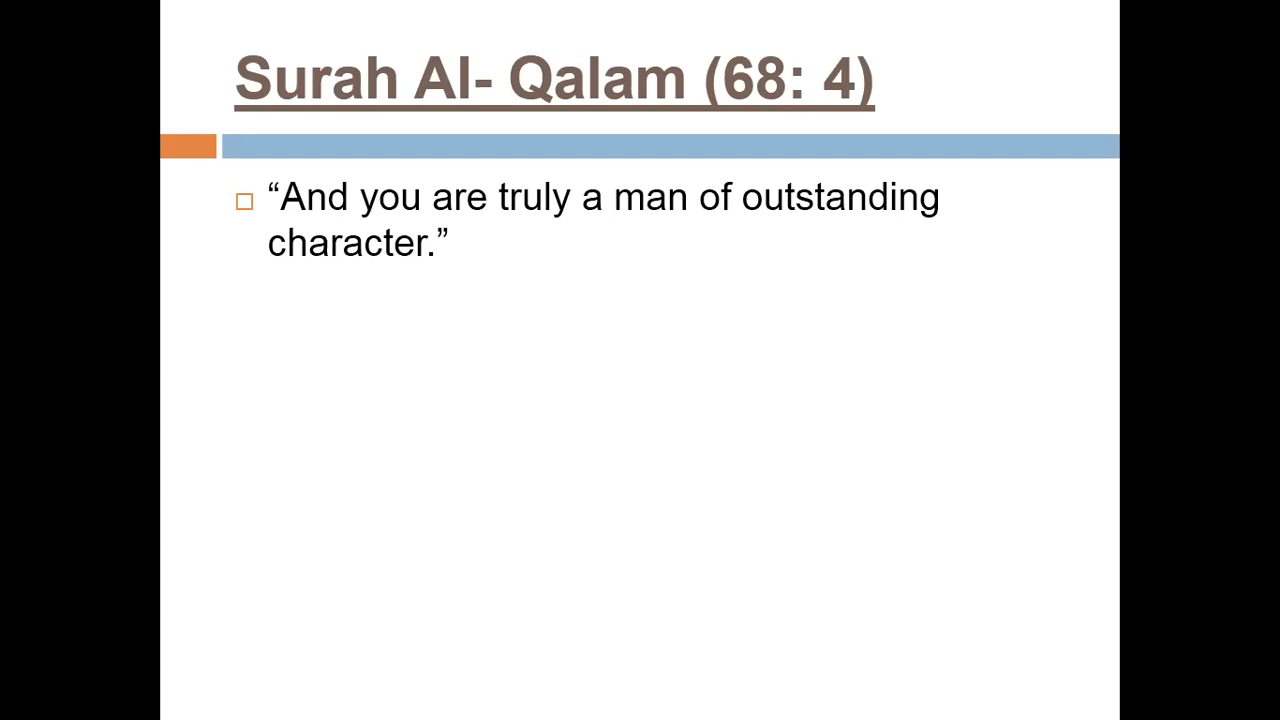 Surah Al- Qalam (68: 4)
“And you are truly a man of outstanding
character.”